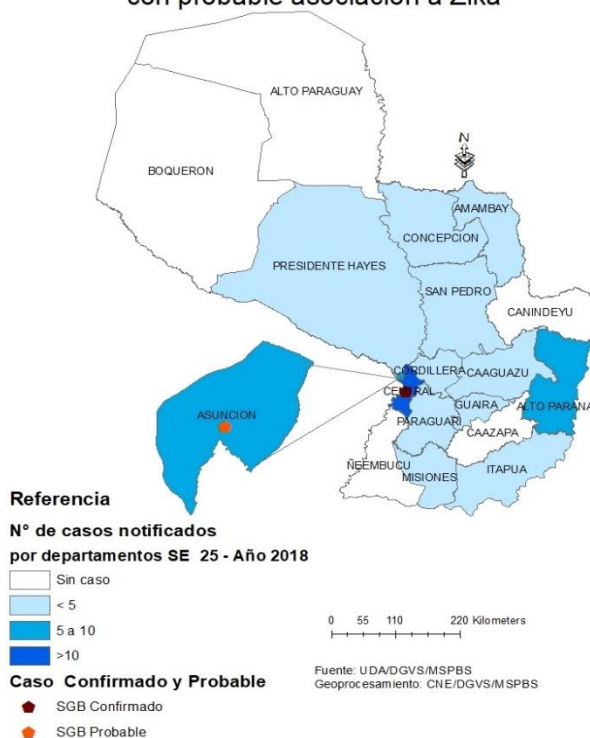 con probable asociación a Zika
ALTO PARAGUAY
BOQUERON
N
AMAMBAY
CONCEPCION
PRESIDENTE HAYES
SAN PEDRO
CANINDEYU
CORDILLERA
CAAGUAZU
CENTRAL
ASUNCION
GUAIRA
ALTO PARANA
PARAGUARI
CAAZAPA
ÑEEMBUCU
MISIONES
ITAPUA
Referencia
N° de casos notificados
por departamentos SE 25 - Año 2018
Sin caso
< 5
5 a 10
>10
0 55 110 220 Kilometers
Fuente: UDA/DGVS/MSPBS
Geoprocesamiento: CNE/DGVS/MSPBS
Caso Confirmado y Probable
SGB Confirmado
SGB Probable